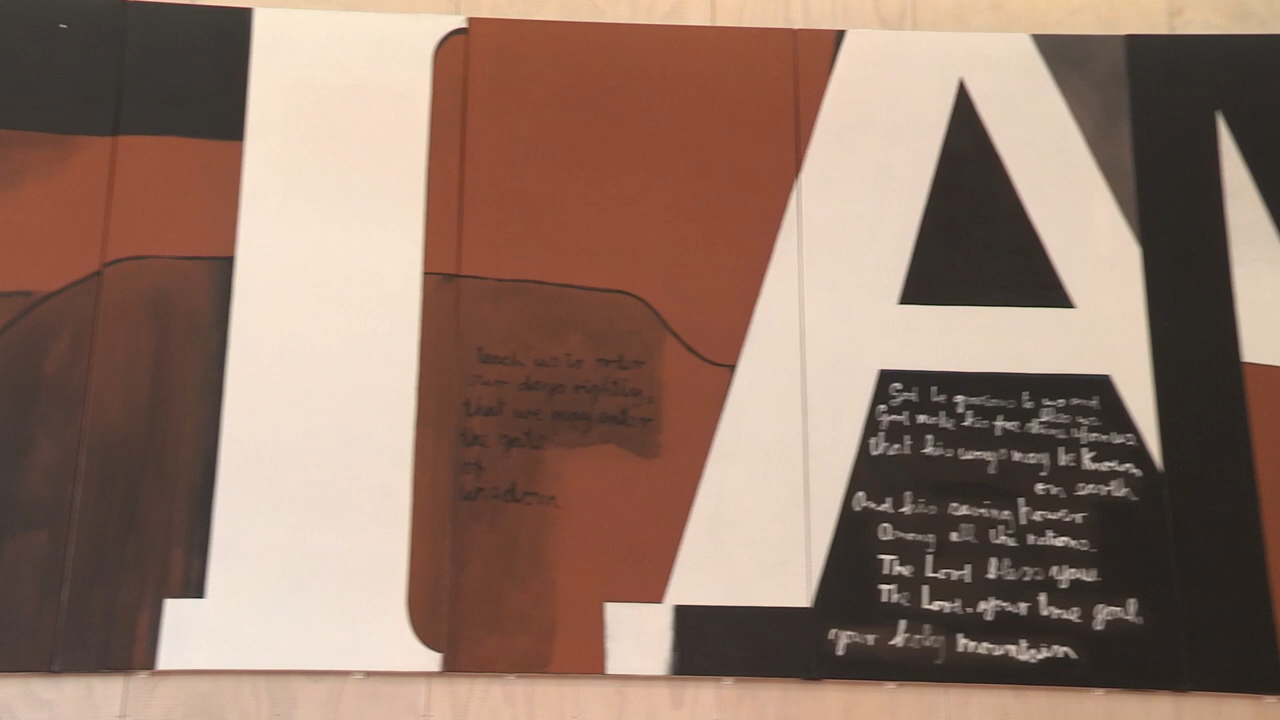 I AM
teach us to order
our days rightly,
that we may enter
the gate
of
wisdom
God be gracious to us and
bless us
God make his face shine upon us
that his ways may be known
on earth
And his saving power
Among all the nations.
The Lord bless you
The Lord, your true god,
your holy mountain